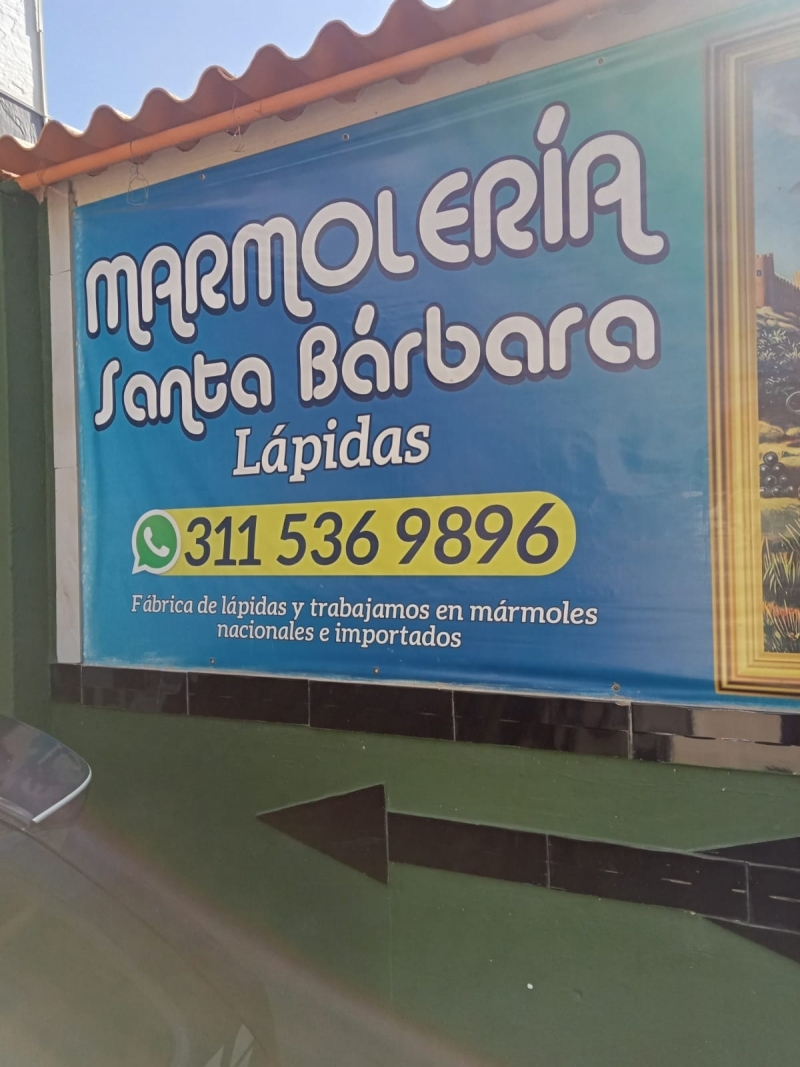 MARMOLERÍA
Santa Bárbara
Lápidas
311 536 9896
Fábrica de lápidas y trabajamos en mármoles
nacionales e importados